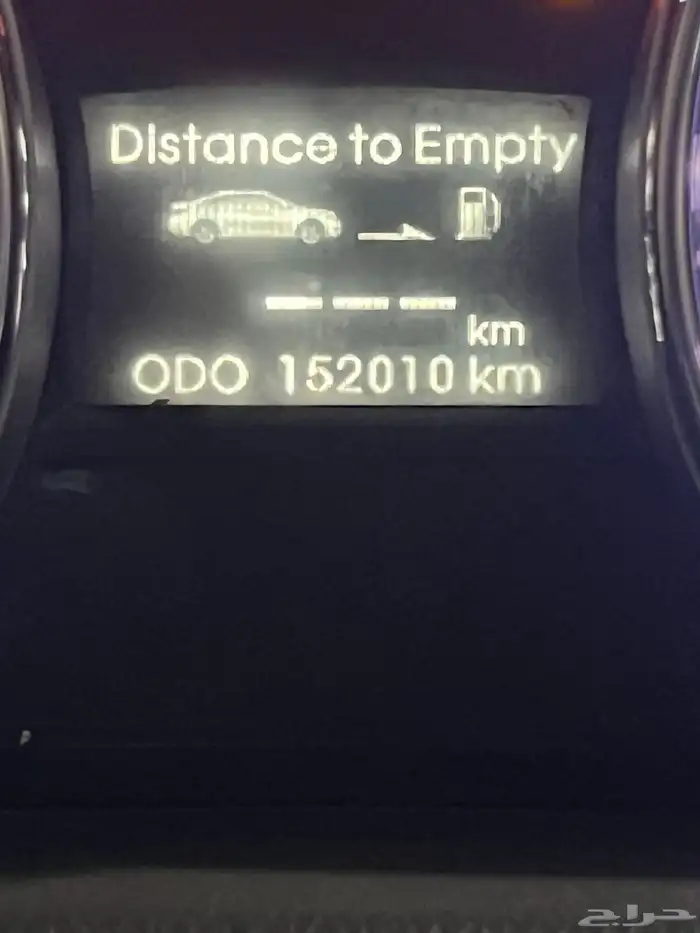 Distance to Empty
--- km
ODO 152010 km
حراج